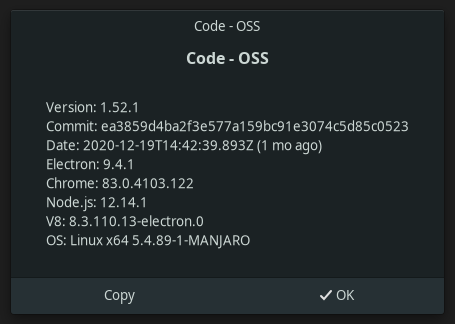 Code - OSS
Code - OSS
Version: 1.52.1
Commit: ea3859d4ba2f3e577a159bc91e3074c5d85c0523
Date: 2020-12-19T14:42:39.893Z (1 mo ago)
Electron: 9.4.1
Chrome: 83.0.4103.122
Node.js: 12.14.1
V8: 8.3.110.13-electron.0
OS: Linux x64 5.4.89-1-MANJARO
Copy ✓ OK